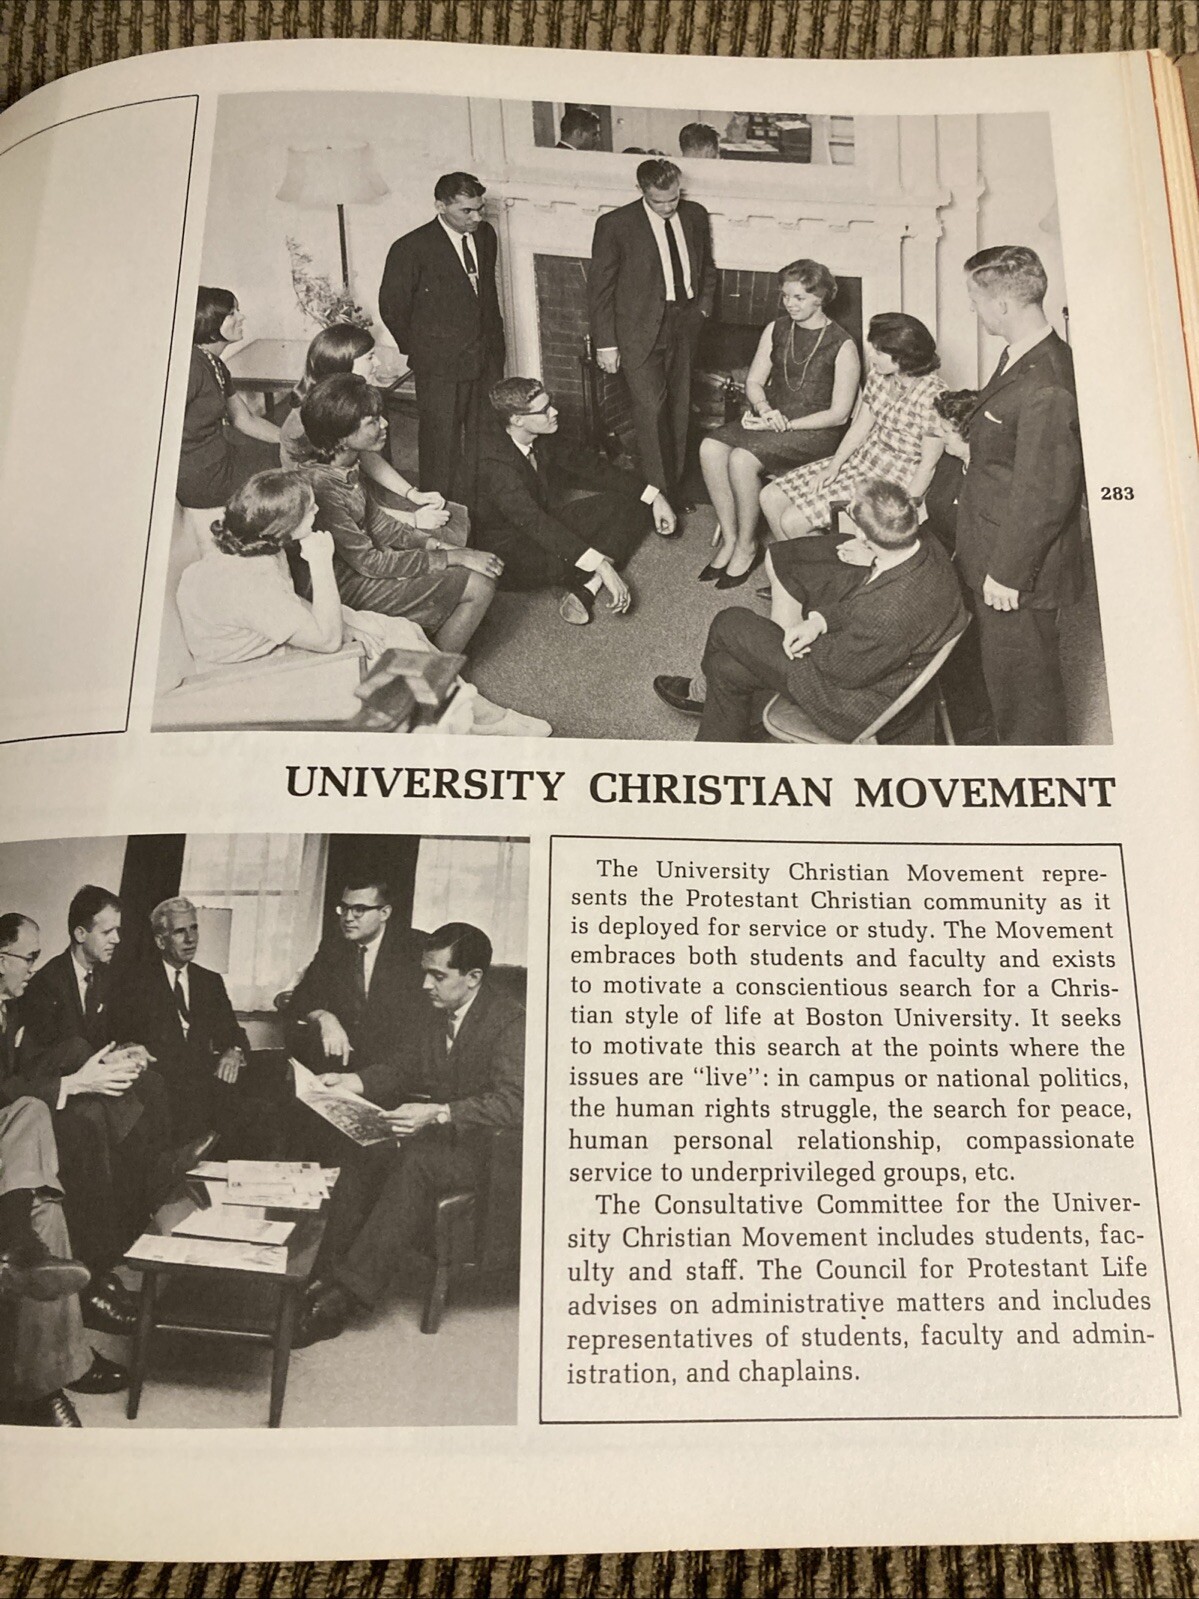 283
UNIVERSITY CHRISTIAN MOVEMENT
The University Christian Movement repre-
sents the Protestant Christian community as it
is deployed for service or study. The Movement
embraces both students and faculty and exists
to motivate a conscientious search for a Chris-
tian style of life at Boston University. It seeks
to motivate this search at the points where the
issues are “live”: in campus or national politics,
the human rights struggle, the search for peace,
human personal relationship, compassionate
service to underprivileged groups, etc.
The Consultative Committee for the Univer-
sity Christian Movement includes students, fac-
ulty and staff. The Council for Protestant Life
advises on administrative matters and includes
representatives of students, faculty and admin-
istration, and chaplains.